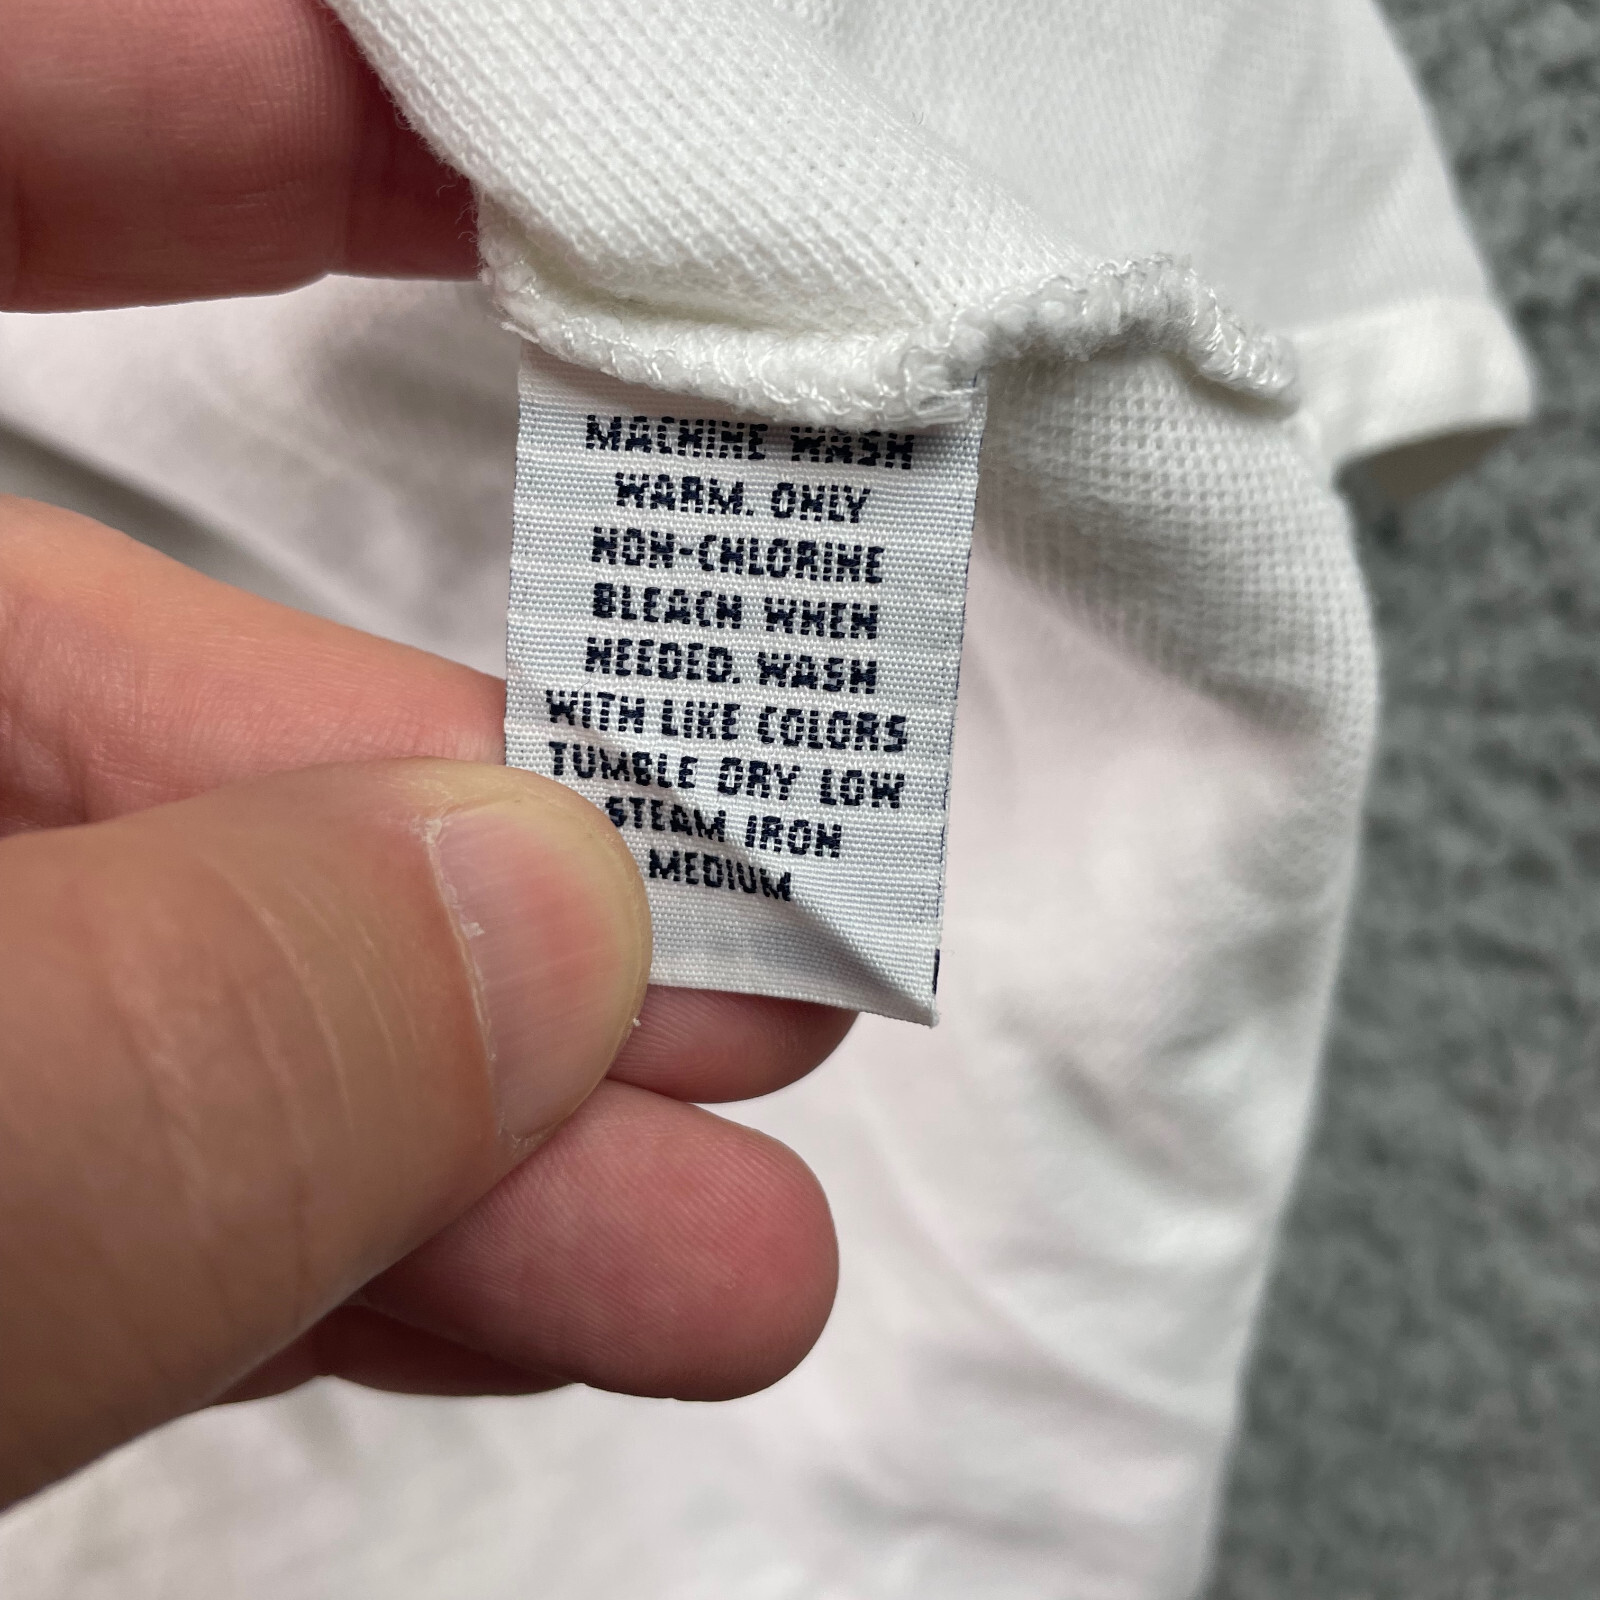 MACHINE WASH
WARM. ONLY
NON-CHLORINE
BLEACH WHEN
NEEDED. WASH
WITH LIKE COLORS
TUMBLE DRY LOW
STEAM IRON
MEDIUM